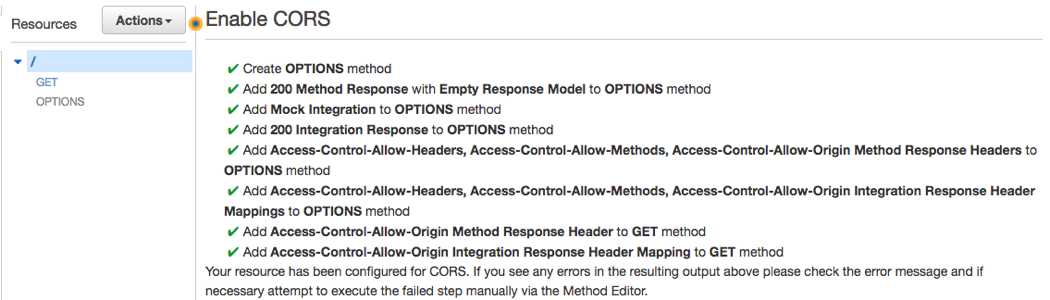 Resources
Actions
Enable CORS
/
GET
OPTIONS
✔ Create OPTIONS method
✔ Add 200 Method Response with Empty Response Model to OPTIONS method
✔ Add Mock Integration to OPTIONS method
✔ Add 200 Integration Response to OPTIONS method
✔ Add Access-Control-Allow-Headers, Access-Control-Allow-Methods, Access-Control-Allow-Origin Method Response Headers to
OPTIONS method
✔ Add Access-Control-Allow-Headers, Access-Control-Allow-Methods, Access-Control-Allow-Origin Integration Response Header
Mappings to OPTIONS method
✔ Add Access-Control-Allow-Origin Method Response Header to GET method
✔ Add Access-Control-Allow-Origin Integration Response Header Mapping to GET method
Your resource has been configured for CORS. If you see any errors in the resulting output above please check the error message and if
necessary attempt to execute the failed step manually via the Method Editor.